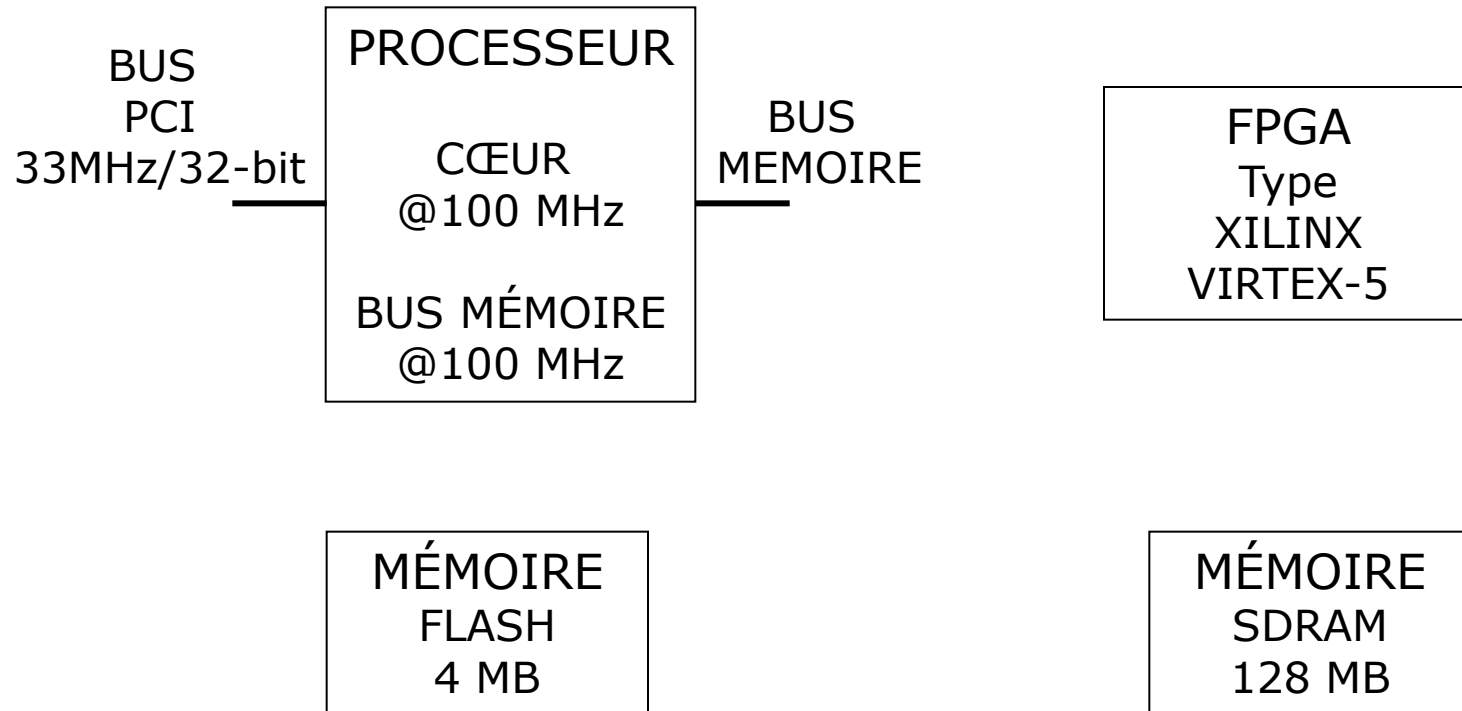 BUS
PCI
33MHz/32-bit
PROCESSEUR
CŒUR
@100 MHz
BUS MÉMOIRE
@100 MHz
BUS
MEMOIRE
FPGA
Type
XILINX
VIRTEX-5
MÉMOIRE
FLASH
4 MB
MÉMOIRE
SDRAM
128 MB